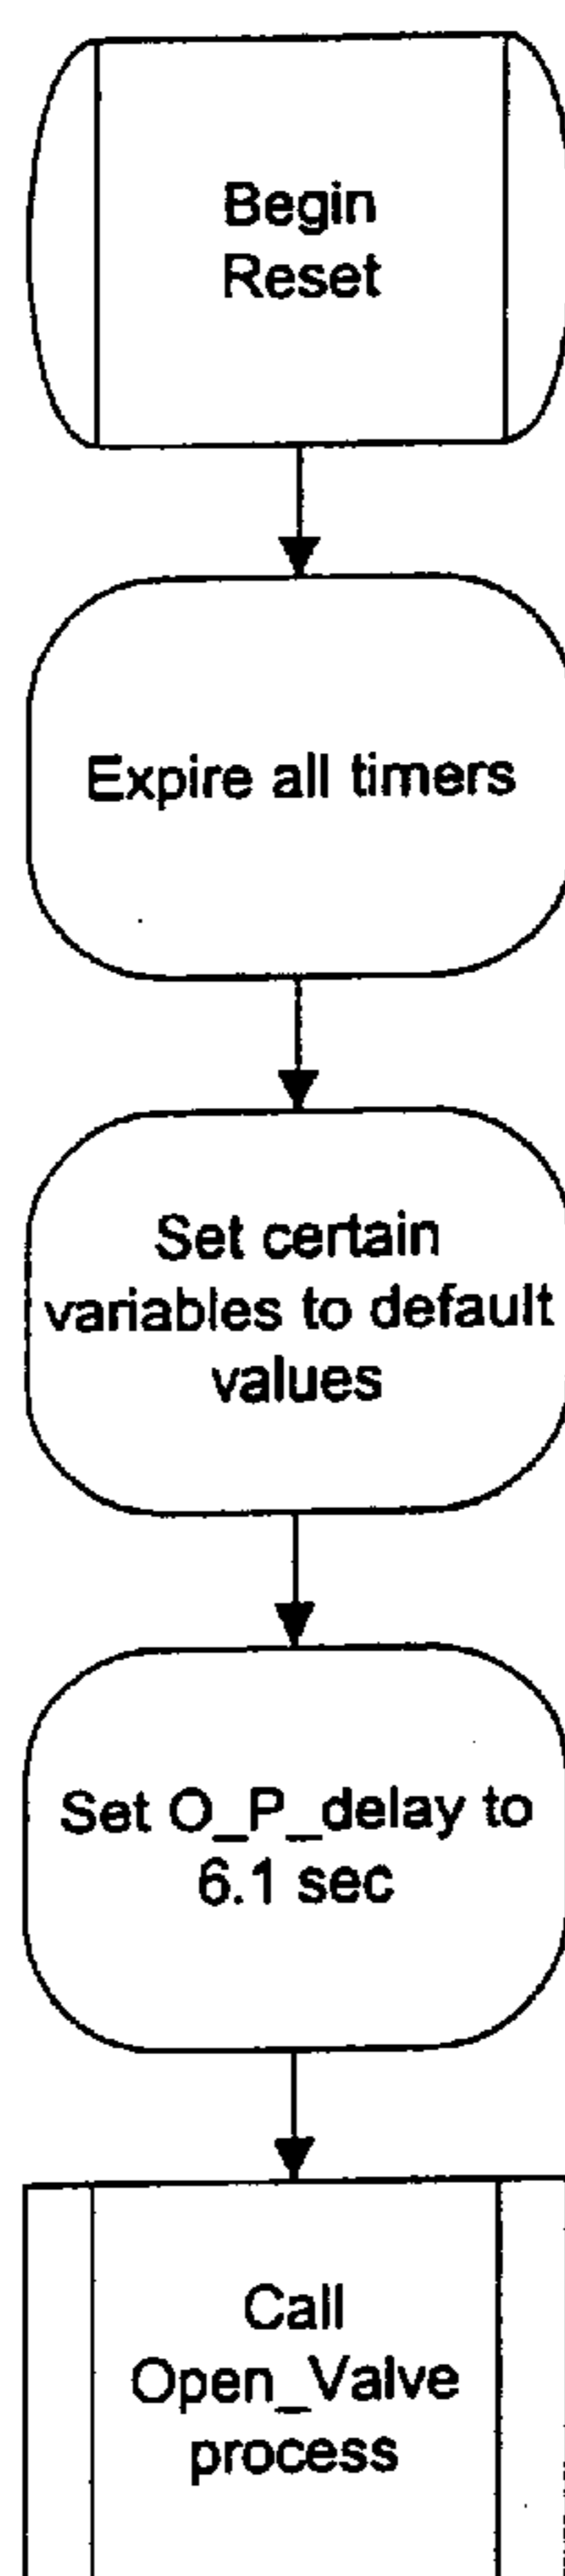 Begin
Reset
Expire all timers
Set certain
variables to default
values
Set O_P_delay to
6.1 sec
Call
Open_Valve
process